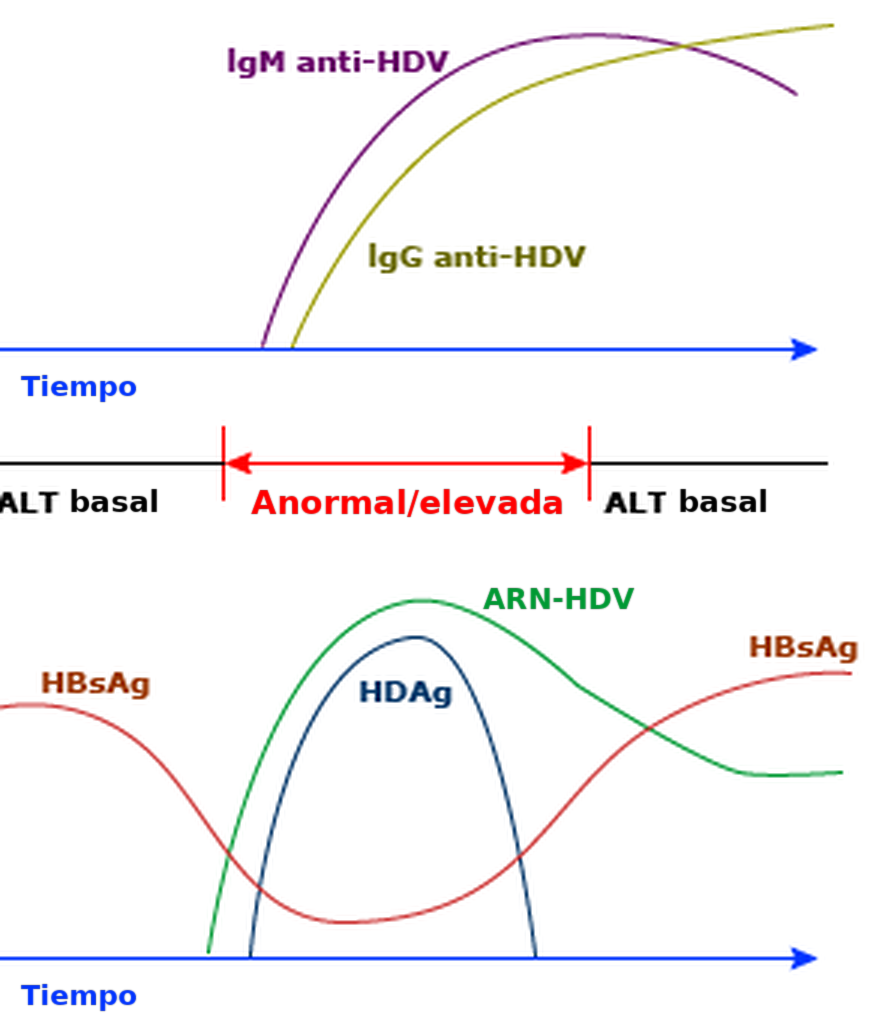 IgM anti-HDV
IgG anti-HDV
Tiempo
ALT basal
Anormal/elevada
ALT basal
ARN-HDV
HBsAg
HBsAg
HDAg
Tiempo